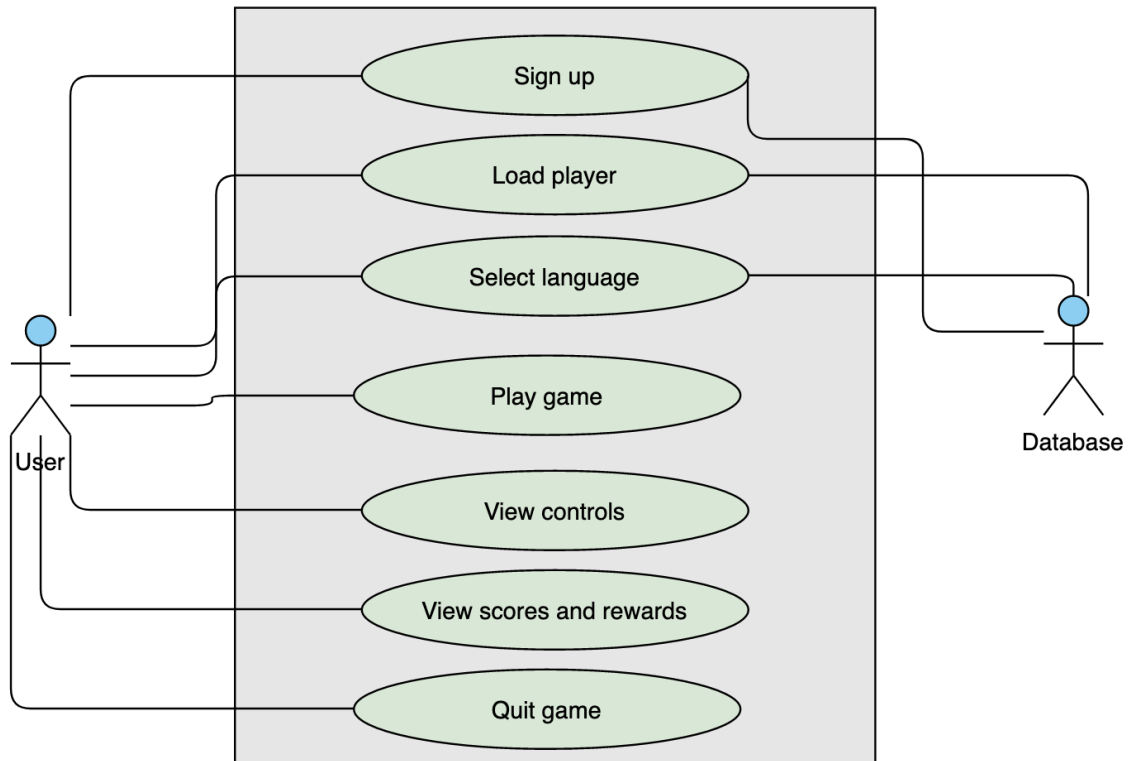 Sign up
Load player
Select language
Play game
Database
User
View controls
View scores and rewards
Quit game